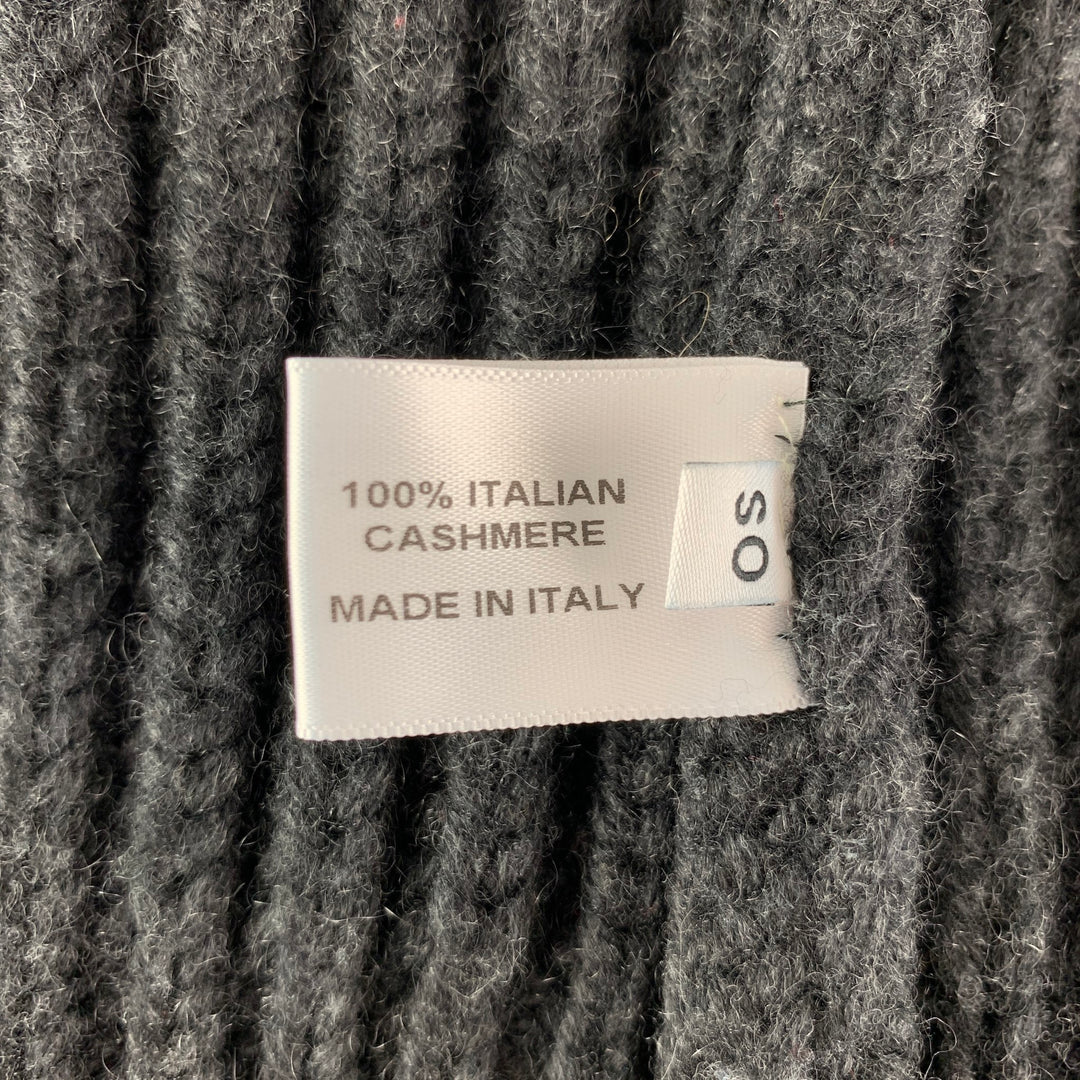 100% ITALIAN
CASHMERE
MADE IN ITALY
OS